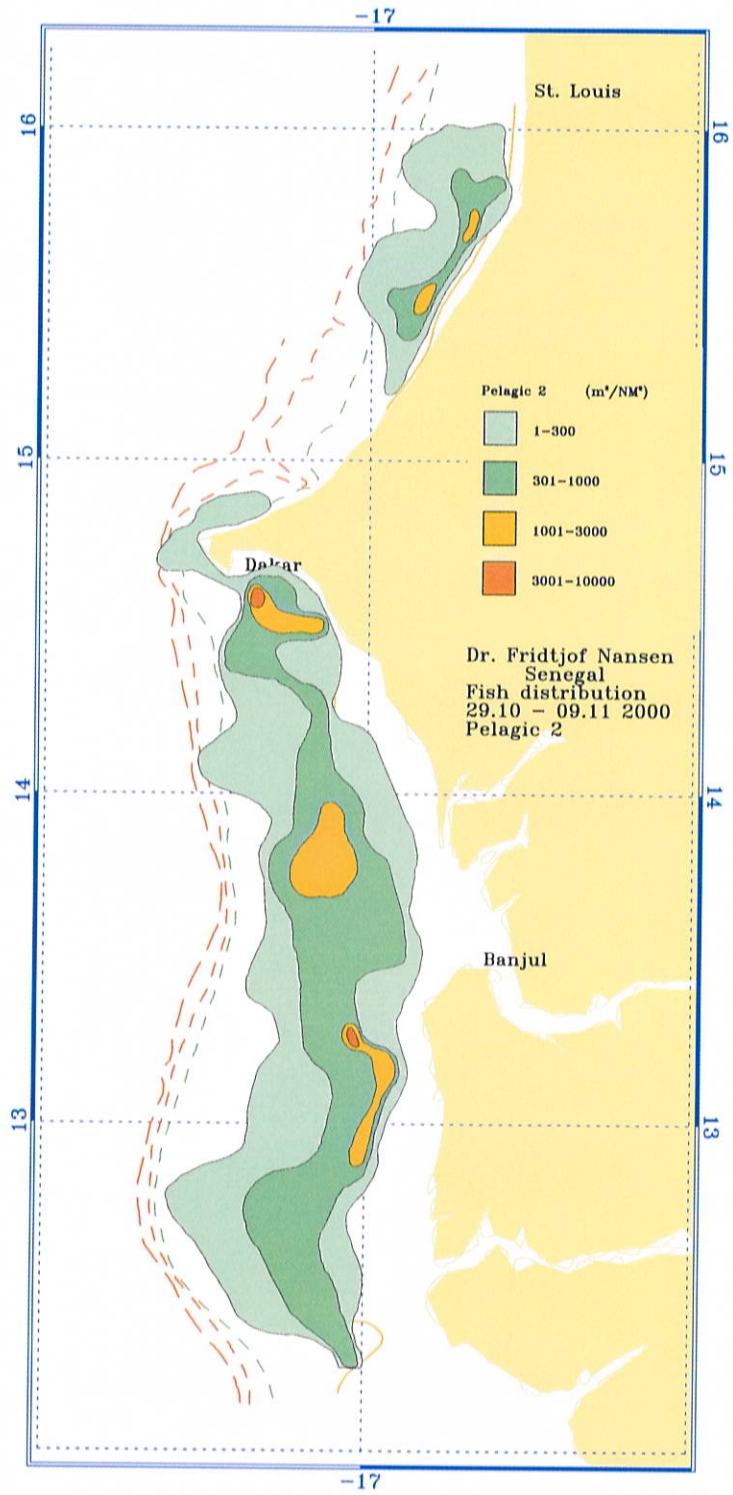 -17
St. Louis
16
16
Pelagic 2 (m²/NM²)
1-300
15
15
301-1000
1001-3000
Dakar
3001-10000
Dr. Fridtjof Nansen
Senegal
Fish distribution
29.10 - 09.11 2000
Pelagic 2
14
14
Banjul
13
13
-17